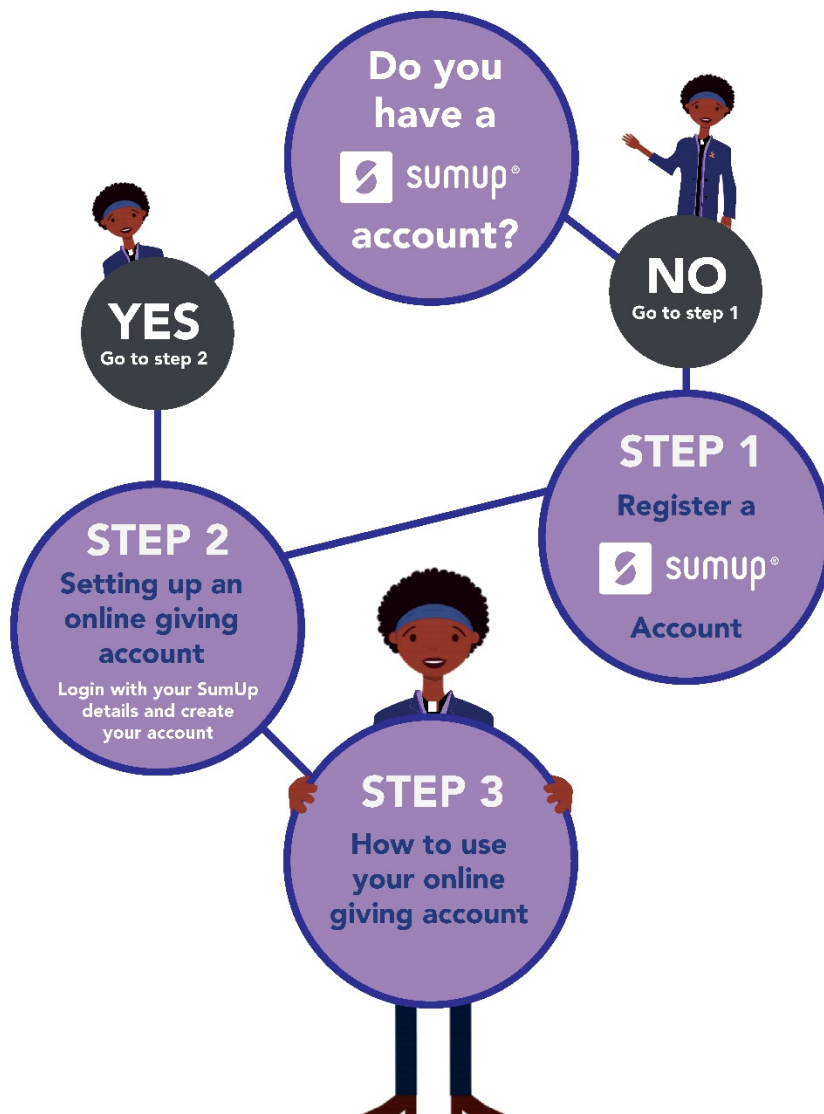 Do you
have a
sumup®
account?
YES
Go to step 2
NO
Go to step 1
STEP 1
Register a
sumup®
Account
STEP 2
Setting up an
online giving
account
Login with your SumUp
details and create
your account
STEP 3
How to use
your online
giving account